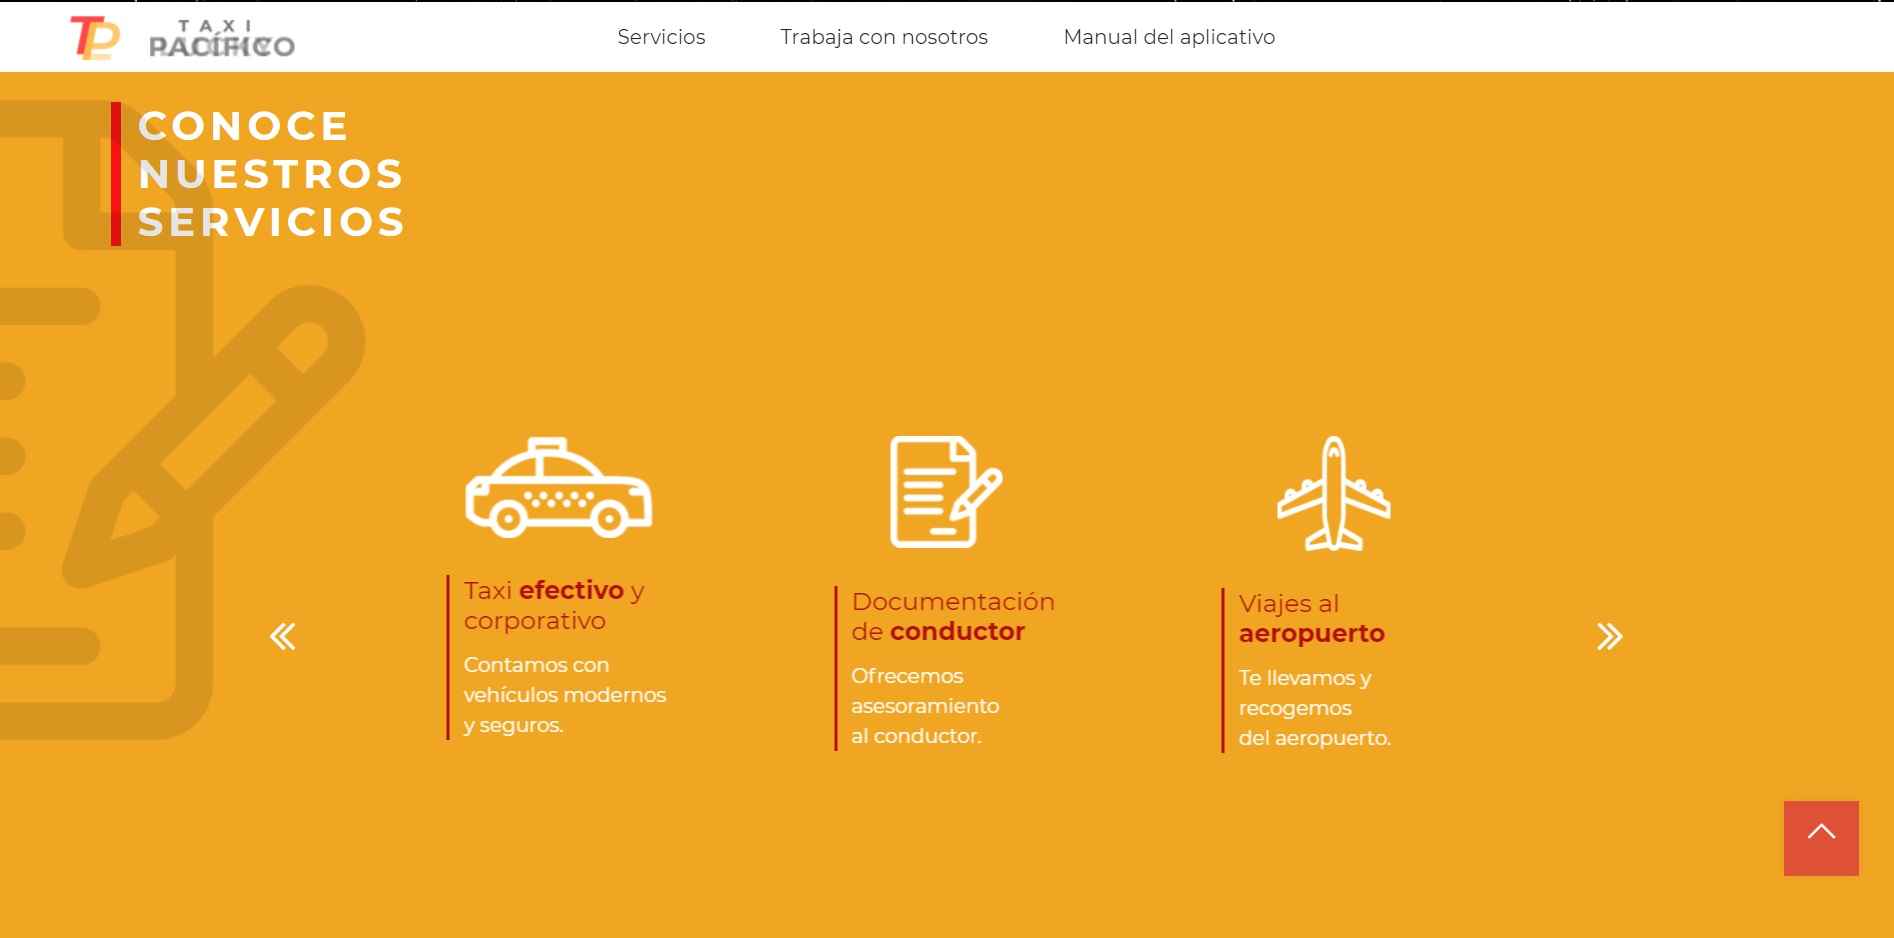 TAXI
PACÍFICO
Servicios
Trabaja con nosotros
Manual del aplicativo
CONOCE
NUESTROS
SERVICIOS
Taxi efectivo y
corporativo
Contamos con
vehículos modernos
y seguros.
Documentación
de conductor
Ofrecemos
asesoramiento
al conductor.
Viajes al
aeropuerto
Te llevamos y
recogemos
del aeropuerto.